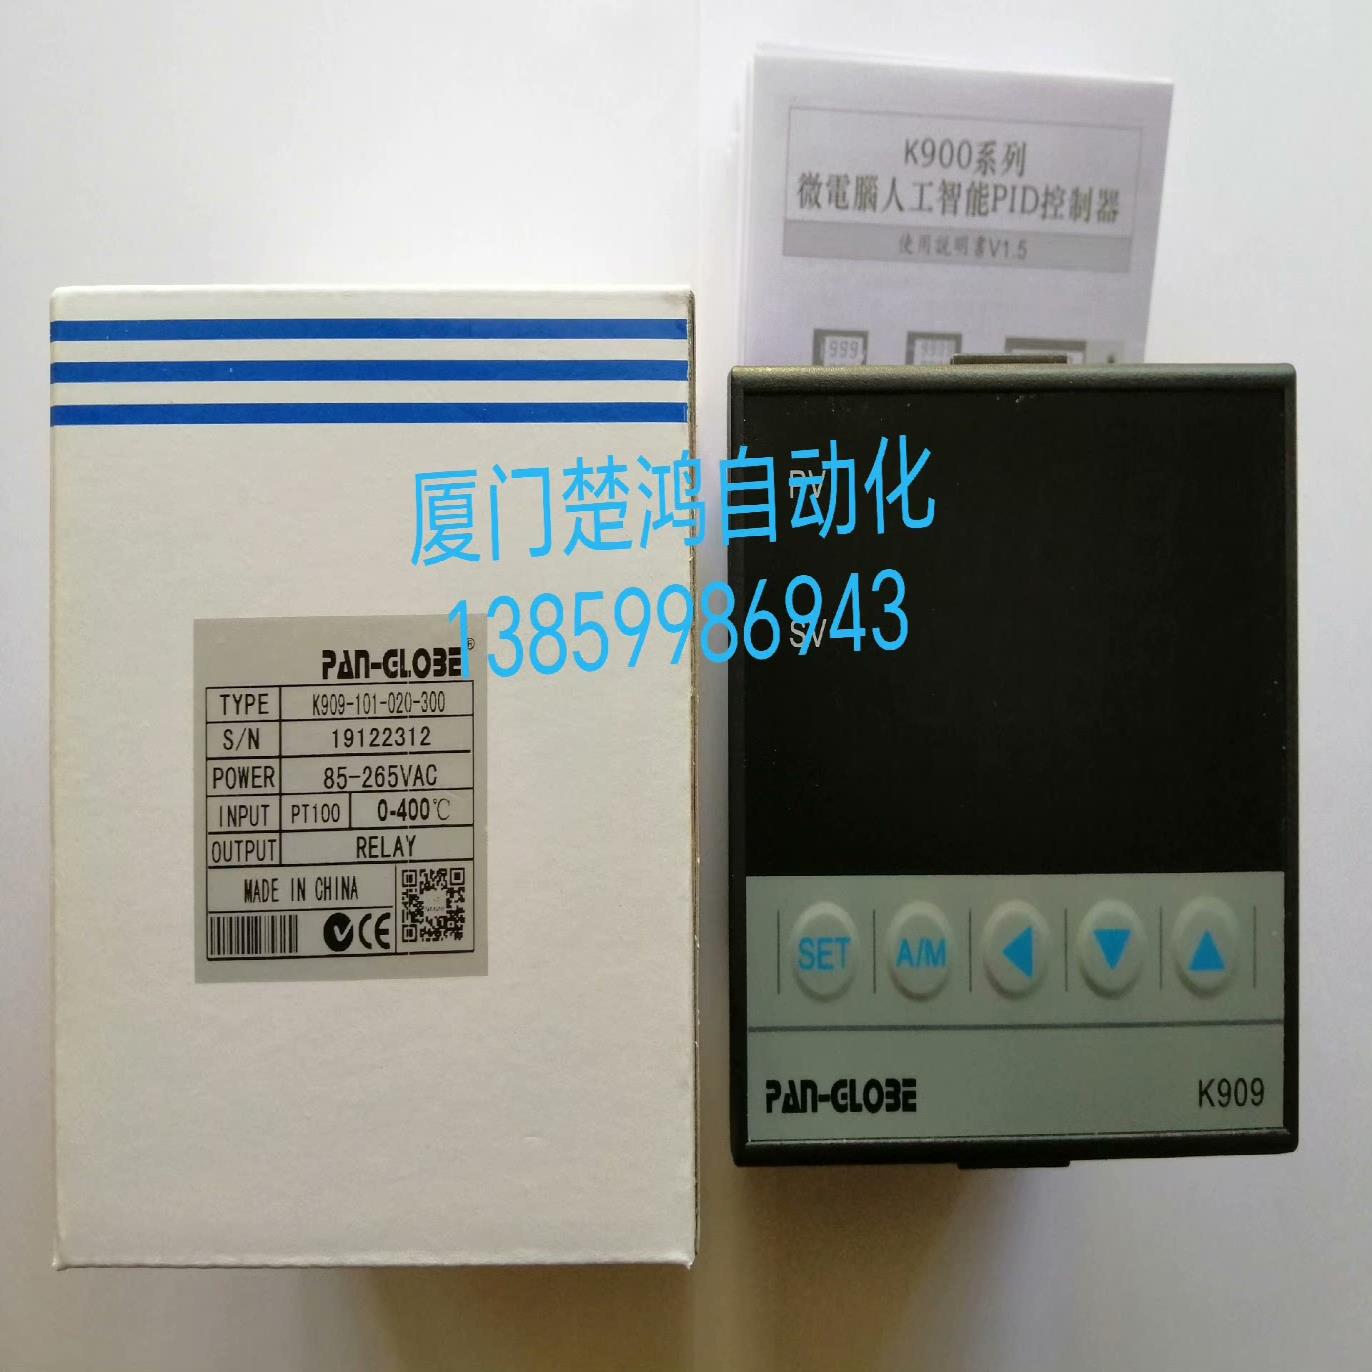 K900系列
微電腦人工智能PID控制器
使用說明書V1.5
厦门楚鸿自动化
13859986943
PAN-GLOBE®
TYPE K909-101-020-300
S/N 19122312
POWER 85-265VAC
INPUT PT100 0-400℃
OUTPUT RELAY
MADE IN CHINA
CE
PV
SV
SET A/M
PAN-GLOBE K909